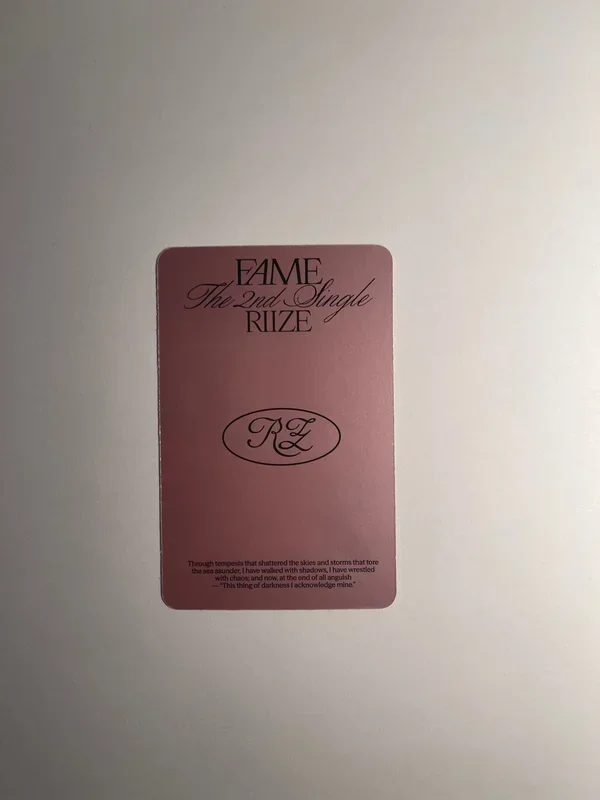 FAME
The 2nd Single
RIIZE
RZ
Through tempests that shattered the skies and storms that tore
the sea asunder, I have walked with shadows, I have wrestled
with chaos; and now, at the end of all anguish
— "This thing of darkness I acknowledge mine."